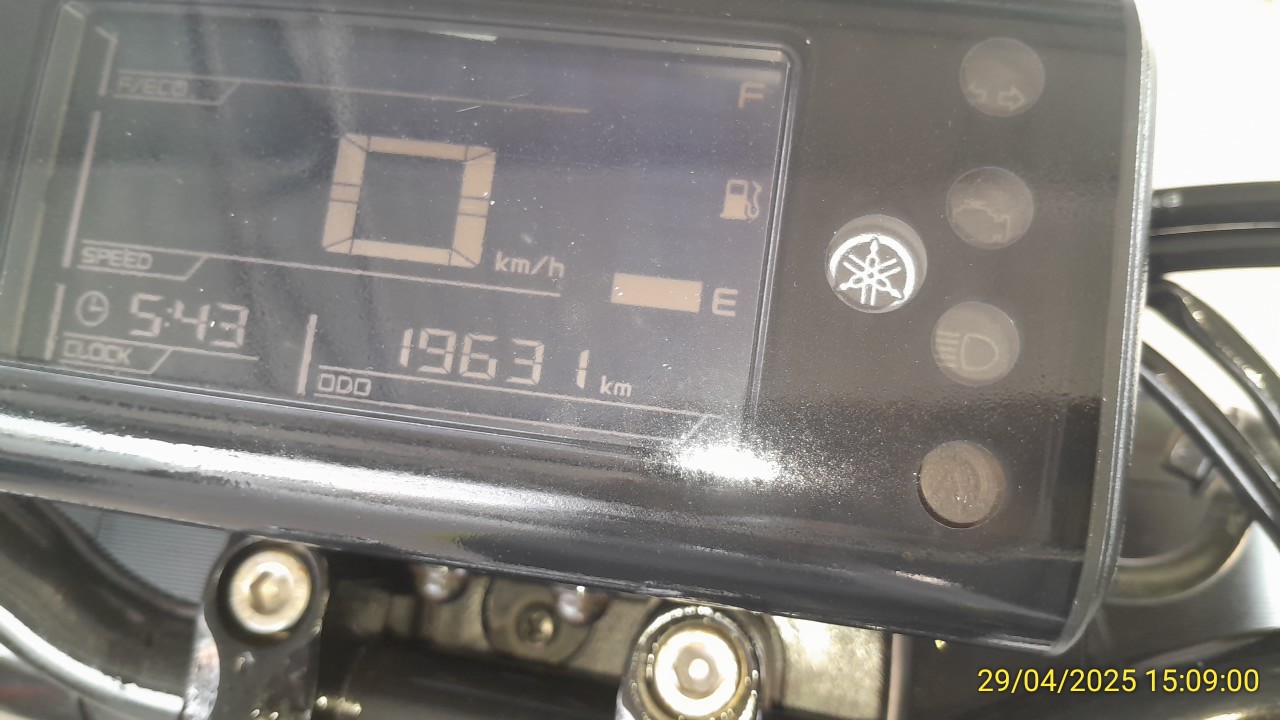 F/ECO
F
0 km/h
SPEED
E
5:43
CLOCK
19631 km
ODO
29/04/2025 15:09:00